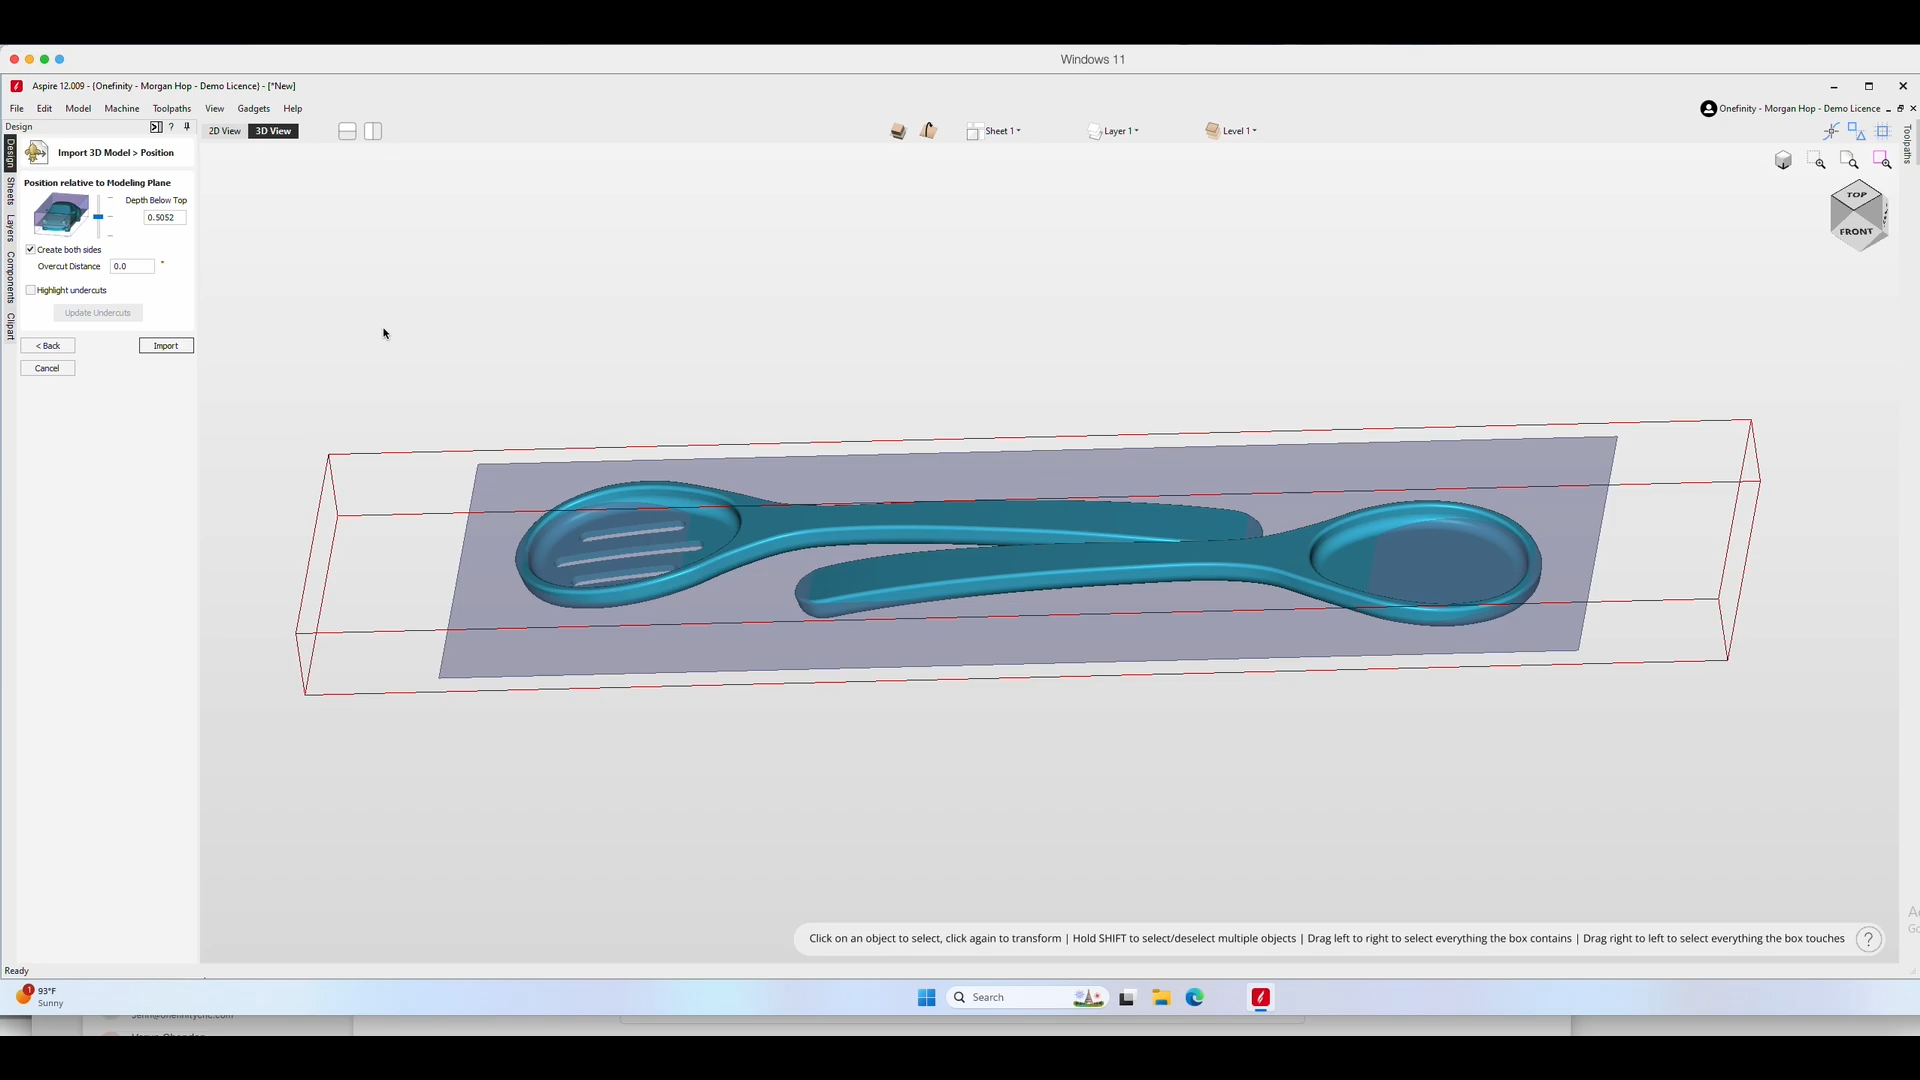 Windows 11
Aspire 12.009 - (Onefinity - Morgan Hop - Demo Licence) - [*New]
File Edit Model Machine Toolpaths View Gadgets Help
Onefinity - Morgan Hop - Demo Licence
Design
2D View 3D View
Sheet 1
Layer 1
Level 1
Toolpaths
Design
Sheets
Layers
Components
Clipart
Import 3D Model > Position
Position relative to Modeling Plane
Depth Below Top
0.5052
Create both sides
Overcut Distance 0.0 "
Highlight undercuts
Update Undercuts
< Back Import
Cancel
TOP
FRONT
Click on an object to select, click again to transform | Hold SHIFT to select/deselect multiple objects | Drag left to right to select everything the box contains | Drag right to left to select everything the box touches
?
Ready
1
93°F
Sunny
Search